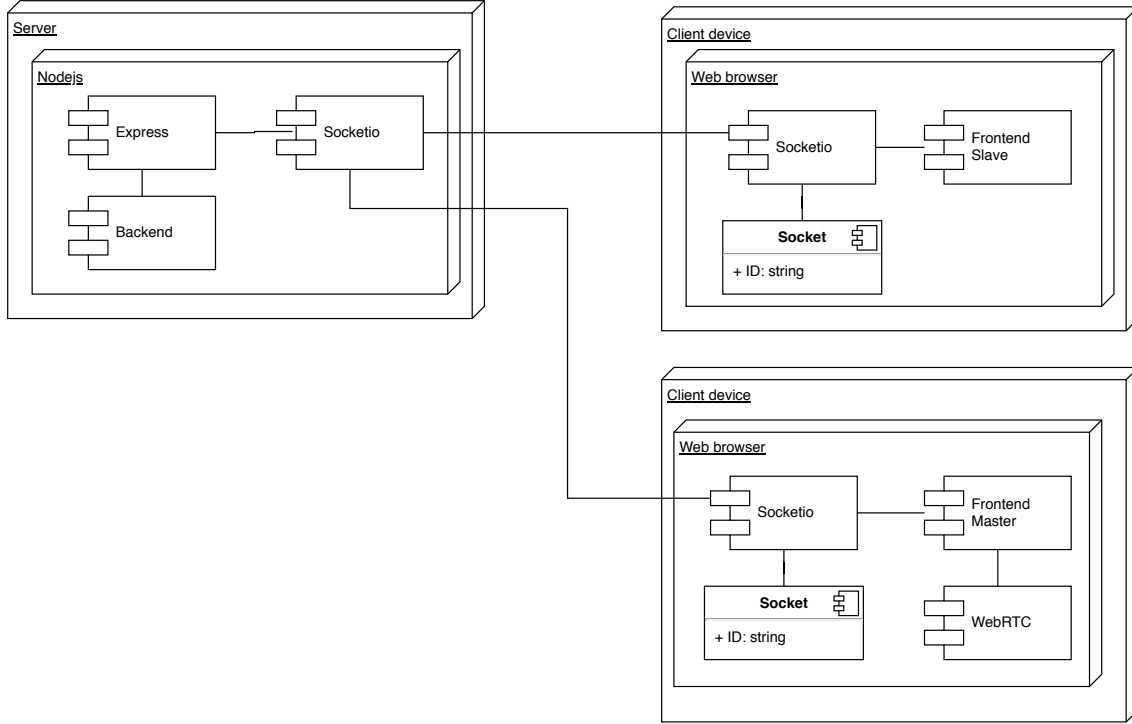 Server
Nodejs
Express
Socketio
Backend
Client device
Web browser
Socketio
Frontend
Slave
Socket
+ ID: string
Client device
Web browser
Socketio
Frontend
Master
Socket
+ ID: string
WebRTC